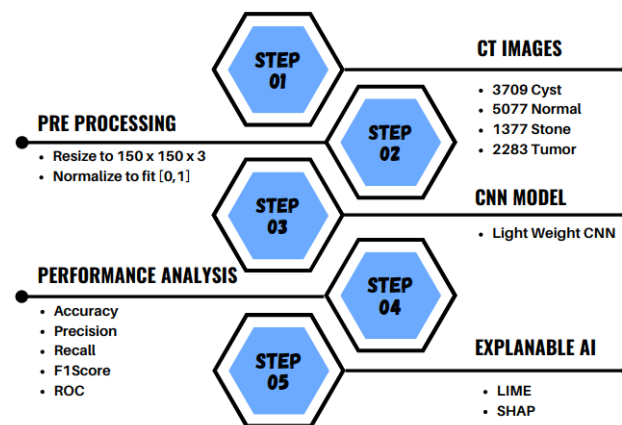 STEP
01
CT IMAGES
• 3709 Cyst
• 5077 Normal
• 1377 Stone
• 2283 Tumor
PRE PROCESSING
• Resize to 150 x 150 x 3
• Normalize to fit [0,1]
STEP
02
STEP
03
CNN MODEL
• Light Weight CNN
PERFORMANCE ANALYSIS
• Accuracy
• Precision
• Recall
• F1Score
• ROC
STEP
04
STEP
05
EXPLANABLE AI
• LIME
• SHAP